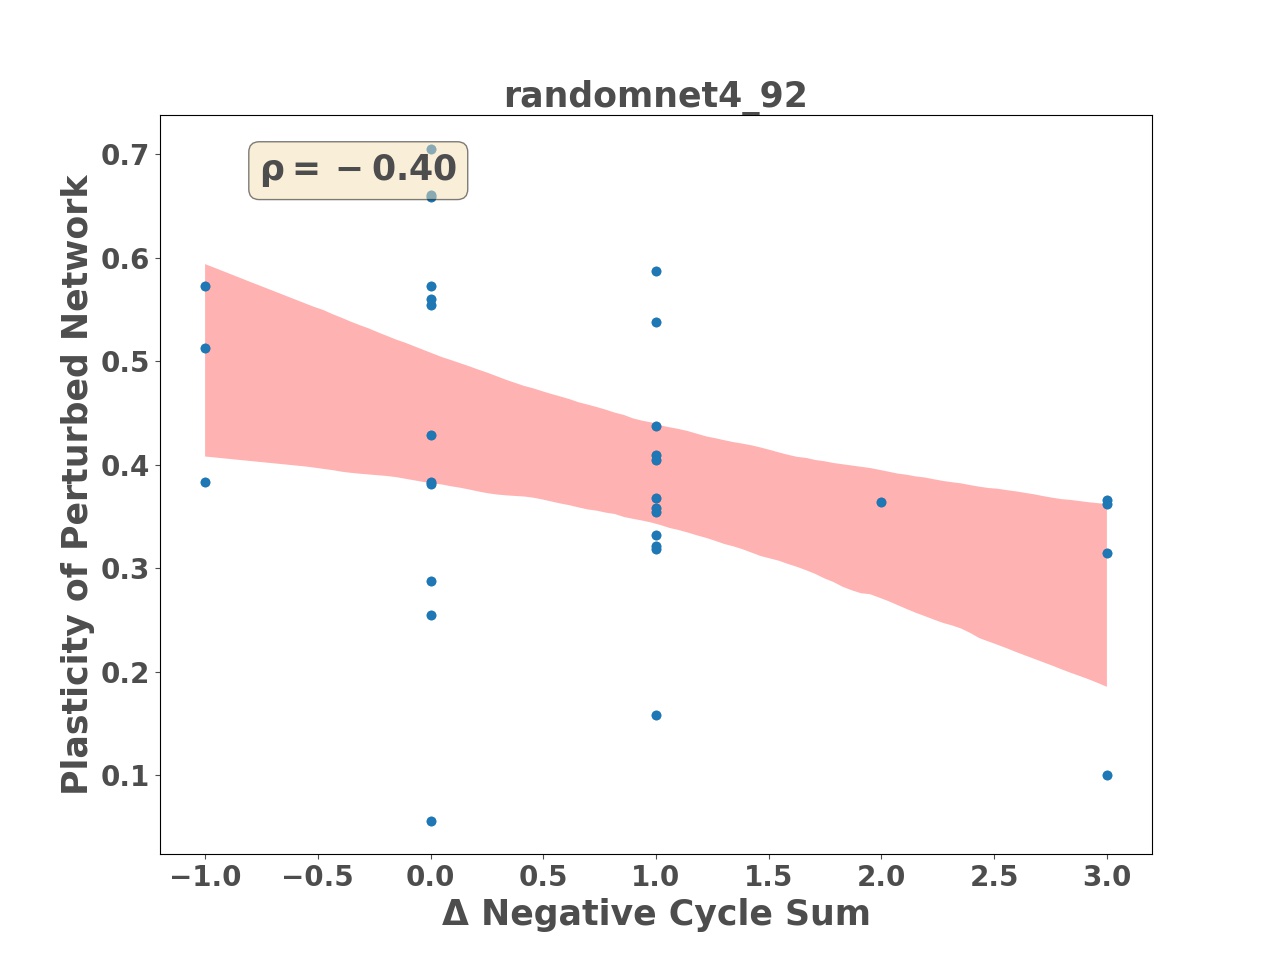 randomnet4_92
ρ = − 0.40
Plasticity of Perturbed Network
0.7
0.6
0.5
0.4
0.3
0.2
0.1
−1.0 −0.5 0.0 0.5 1.0 1.5 2.0 2.5 3.0
Δ Negative Cycle Sum